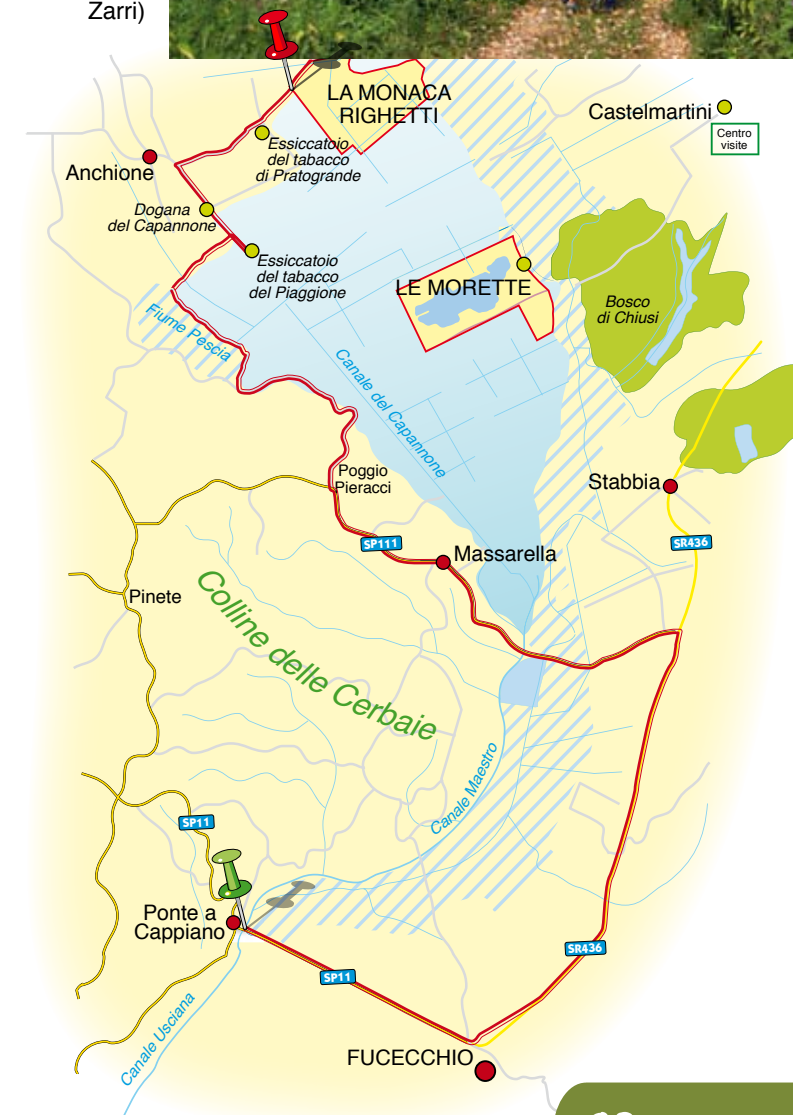 Zarri)
LA MONACA
RIGHETTI
Castelmartini
Centro
visite
Essiccatoio
del tabacco
di Pratogrande
Anchione
Dogana
del Capannone
Essiccatoio
del tabacco
del Piaggione
LE MORETTE
Bosco
di Chiusi
Fiume Pescia
Canale del Capannone
Poggio
Pieracci
Stabbia
SP111
SR436
Massarella
Pinete
Colline delle Cerbaie
Canale Maestro
SP11
Ponte a
Cappiano
SR436
SP11
Canale Usciana
FUCECCHIO